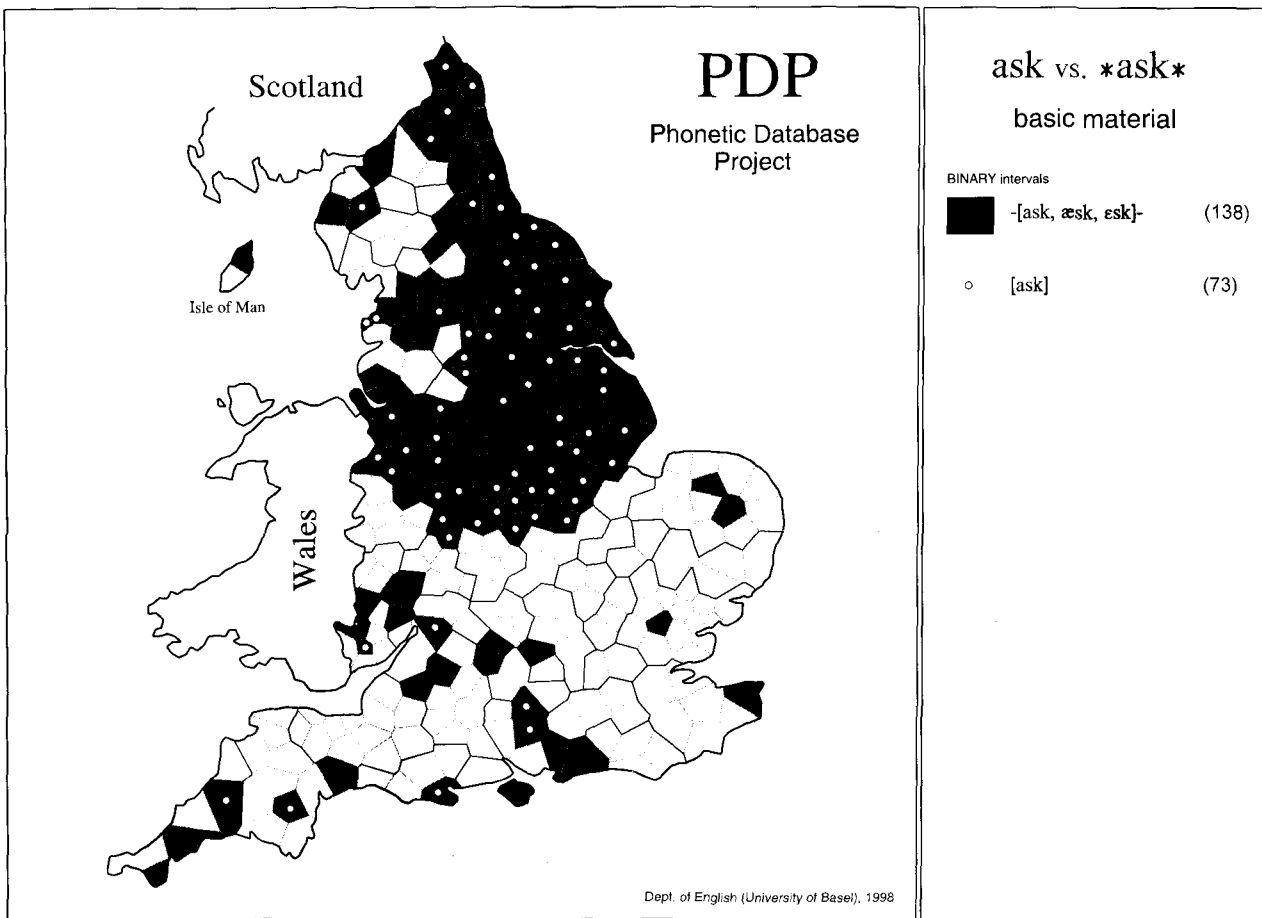 Scotland
PDP
Phonetic Database
Project
Isle of Man
Wales
Dept. of English (University of Basel), 1998
ask vs. *ask*
basic material
BINARY intervals
-[ask, æsk, ɛsk]- (138)
[ask] (73)